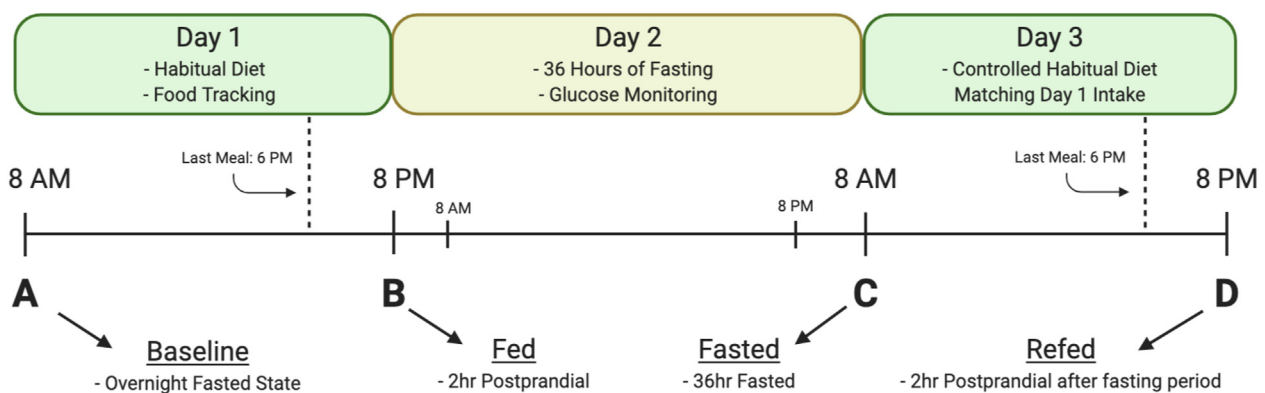 Day 1
- Habitual Diet
- Food Tracking
Day 2
- 36 Hours of Fasting
- Glucose Monitoring
Day 3
- Controlled Habitual Diet
Matching Day 1 Intake
Last Meal: 6 PM
Last Meal: 6 PM
8 AM
8 PM
8 AM
8 PM
8 AM
8 PM
A
B
C
D
Baseline
- Overnight Fasted State
Fed
- 2hr Postprandial
Fasted
- 36hr Fasted
Refed
- 2hr Postprandial after fasting period